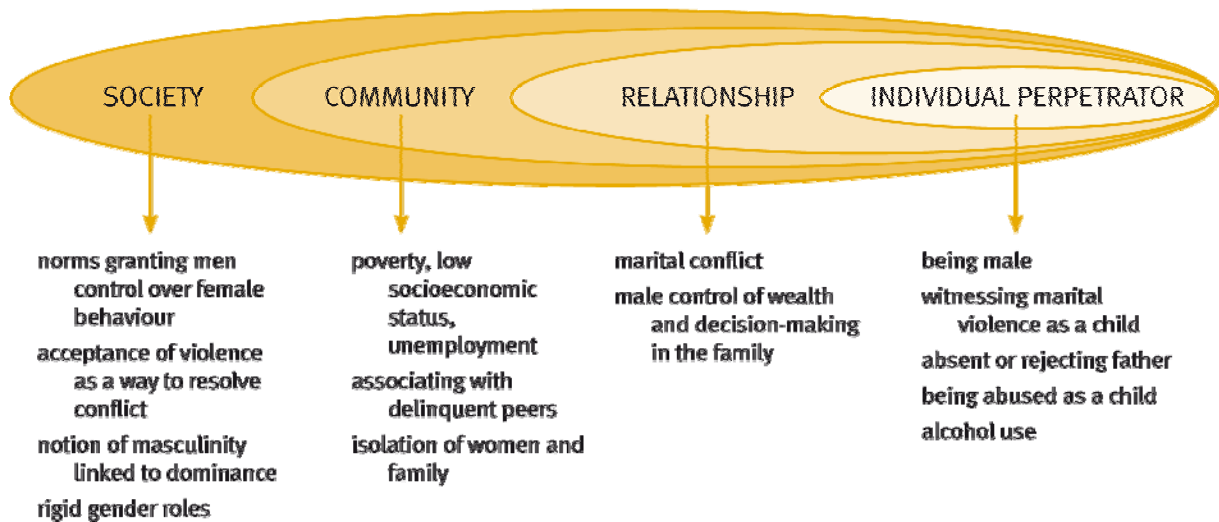 SOCIETY
COMMUNITY
RELATIONSHIP
INDIVIDUAL PERPETRATOR
norms granting men
control over female
behaviour
acceptance of violence
as a way to resolve
conflict
notion of masculinity
linked to dominance
rigid gender roles
poverty, low
socioeconomic
status,
unemployment
associating with
delinquent peers
isolation of women and
family
marital conflict
male control of wealth
and decision-making
in the family
being male
witnessing marital
violence as a child
absent or rejecting father
being abused as a child
alcohol use